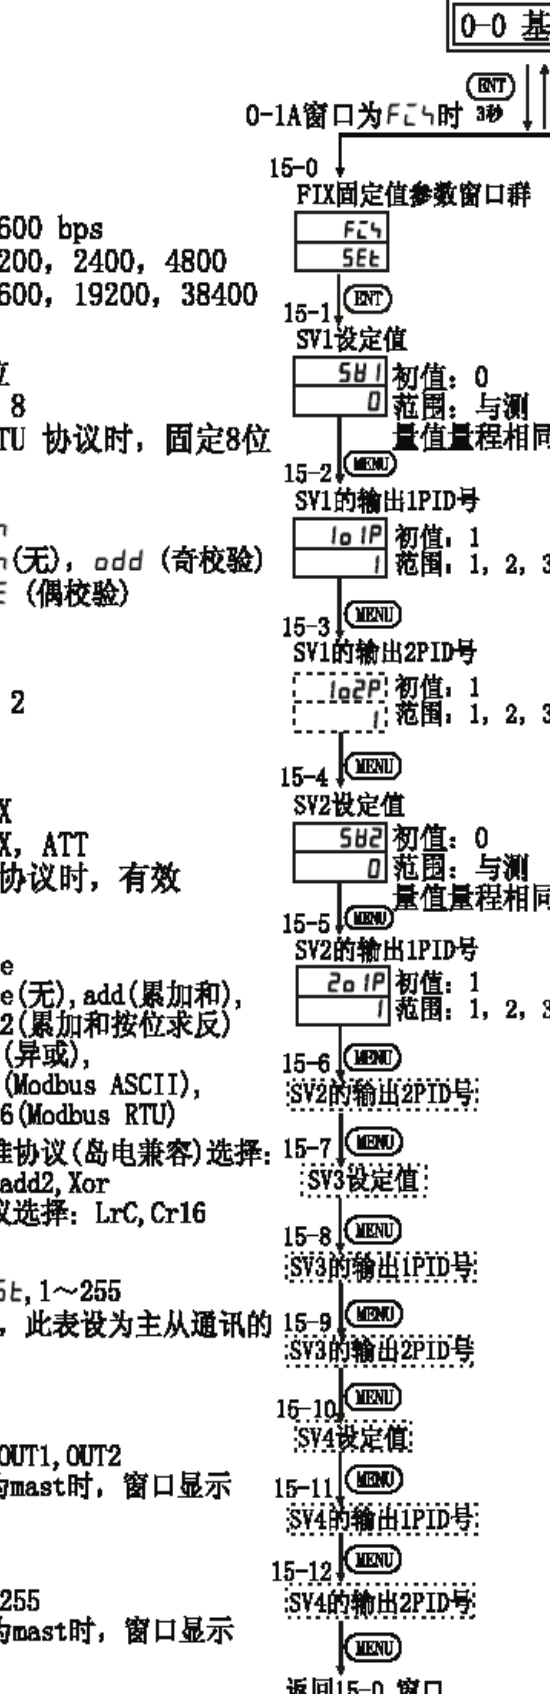 0-0 基
ENT
3秒
0-1A窗口为FIX时
15-0
FIX固定值参数窗口群
FIX
SEt
ENT
15-1
SV1设定值
SV1
0
初值：0
范围：与测
量值量程相同
MENU
15-2
SV1的输出1PID号
1o1P
1
初值：1
范围：1, 2, 3
MENU
15-3
SV1的输出2PID号
1o2P
1
初值：1
范围：1, 2, 3
MENU
15-4
SV2设定值
SV2
0
初值：0
范围：与测
量值量程相同
MENU
15-5
SV2的输出1PID号
2o1P
1
初值：1
范围：1, 2, 3
15-6 MENU
SV2的输出2PID号
15-7 MENU
SV3设定值
15-8 MENU
SV3的输出1PID号
15-9 MENU
SV3的输出2PID号
15-10 MENU
SV4设定值
15-11 MENU
SV4的输出1PID号
15-12 MENU
SV4的输出2PID号
MENU
返回15-0 窗口
600 bps
200, 2400, 4800
600, 19200, 38400
位
8
TU 协议时，固定8位
(无), odd (奇校验)
(偶校验)
2
X
X, ATT
协议时，有效
e
e(无),add(累加和),
2(累加和按位求反)
(异或),
(Modbus ASCII),
6(Modbus RTU)
准协议(岛电兼容)选择:
add2,Xor
议选择: LrC,Cr16
St,1～255
，此表设为主从通讯的
OUT1,OUT2
为mast时，窗口显示
255
为mast时，窗口显示